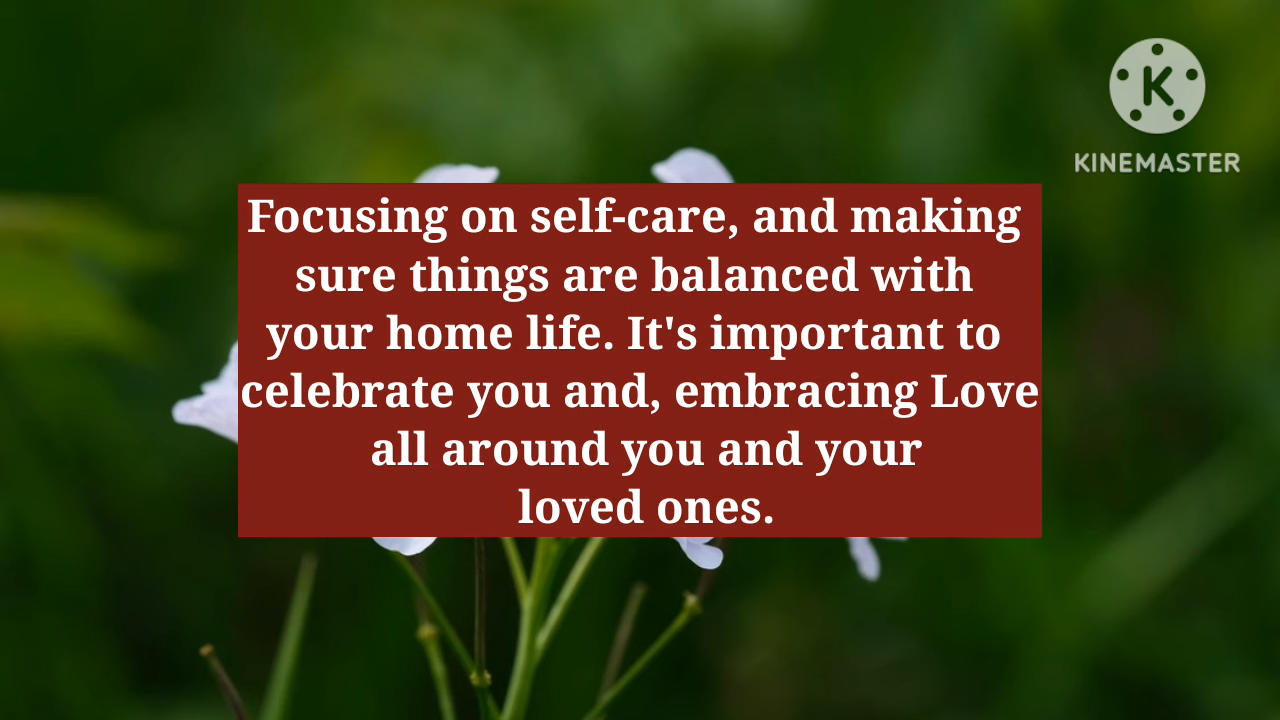 KINEMASTER
Focusing on self-care, and making
sure things are balanced with
your home life. It's important to
celebrate you and, embracing Love
all around you and your
loved ones.